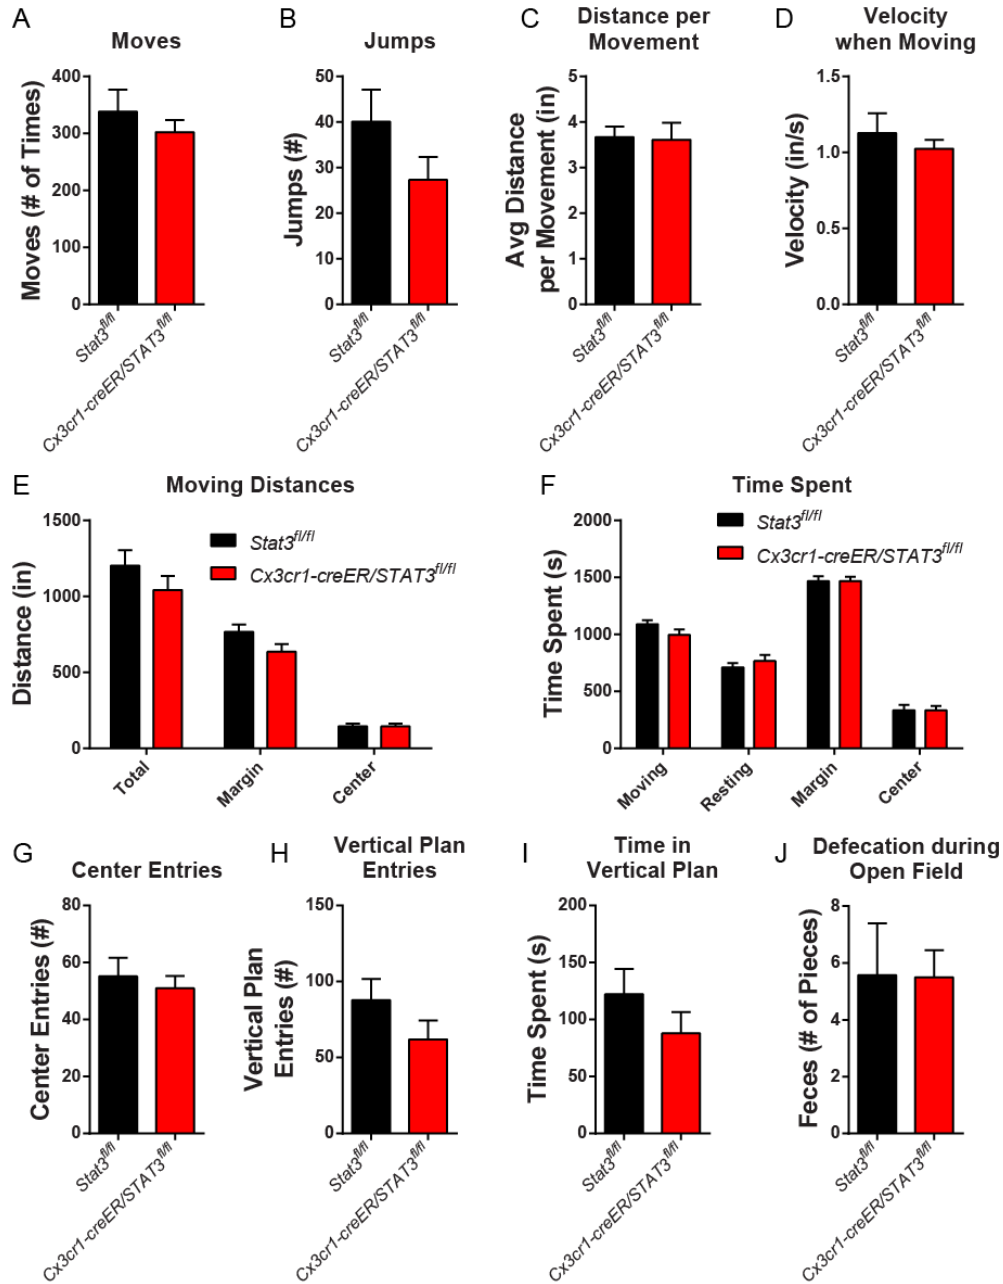 A
Moves
Moves (# of Times)
400
300
200
100
0
Stat3fl/fl
Cx3cr1-creER/STAT3fl/fl
B
Jumps
Jumps (#)
50
40
30
20
10
0
Stat3fl/fl
Cx3cr1-creER/STAT3fl/fl
C
Distance per
Movement
Avg Distance
per Movement (in)
5
4
3
2
1
0
Stat3fl/fl
Cx3cr1-creER/STAT3fl/fl
D
Velocity
when Moving
Velocity (in/s)
1.5
1.0
0.5
0.0
Stat3fl/fl
Cx3cr1-creER/STAT3fl/fl
E
Moving Distances
Distance (in)
1500
1000
500
0
Stat3fl/fl
Cx3cr1-creER/STAT3fl/fl
Total
Margin
Center
F
Time Spent
Time Spent (s)
2000
1500
1000
500
0
Stat3fl/fl
Cx3cr1-creER/STAT3fl/fl
Moving
Resting
Margin
Center
G
Center Entries
Center Entries (#)
80
60
40
20
0
Stat3fl/fl
Cx3cr1-creER/STAT3fl/fl
H
Vertical Plan
Entries
Vertical Plan
Entries (#)
150
100
50
0
Stat3fl/fl
Cx3cr1-creER/STAT3fl/fl
I
Time in
Vertical Plan
Time Spent (s)
200
150
100
50
0
Stat3fl/fl
Cx3cr1-creER/STAT3fl/fl
J
Defecation during
Open Field
Feces (# of Pieces)
8
6
4
2
0
Stat3fl/fl
Cx3cr1-creER/STAT3fl/fl